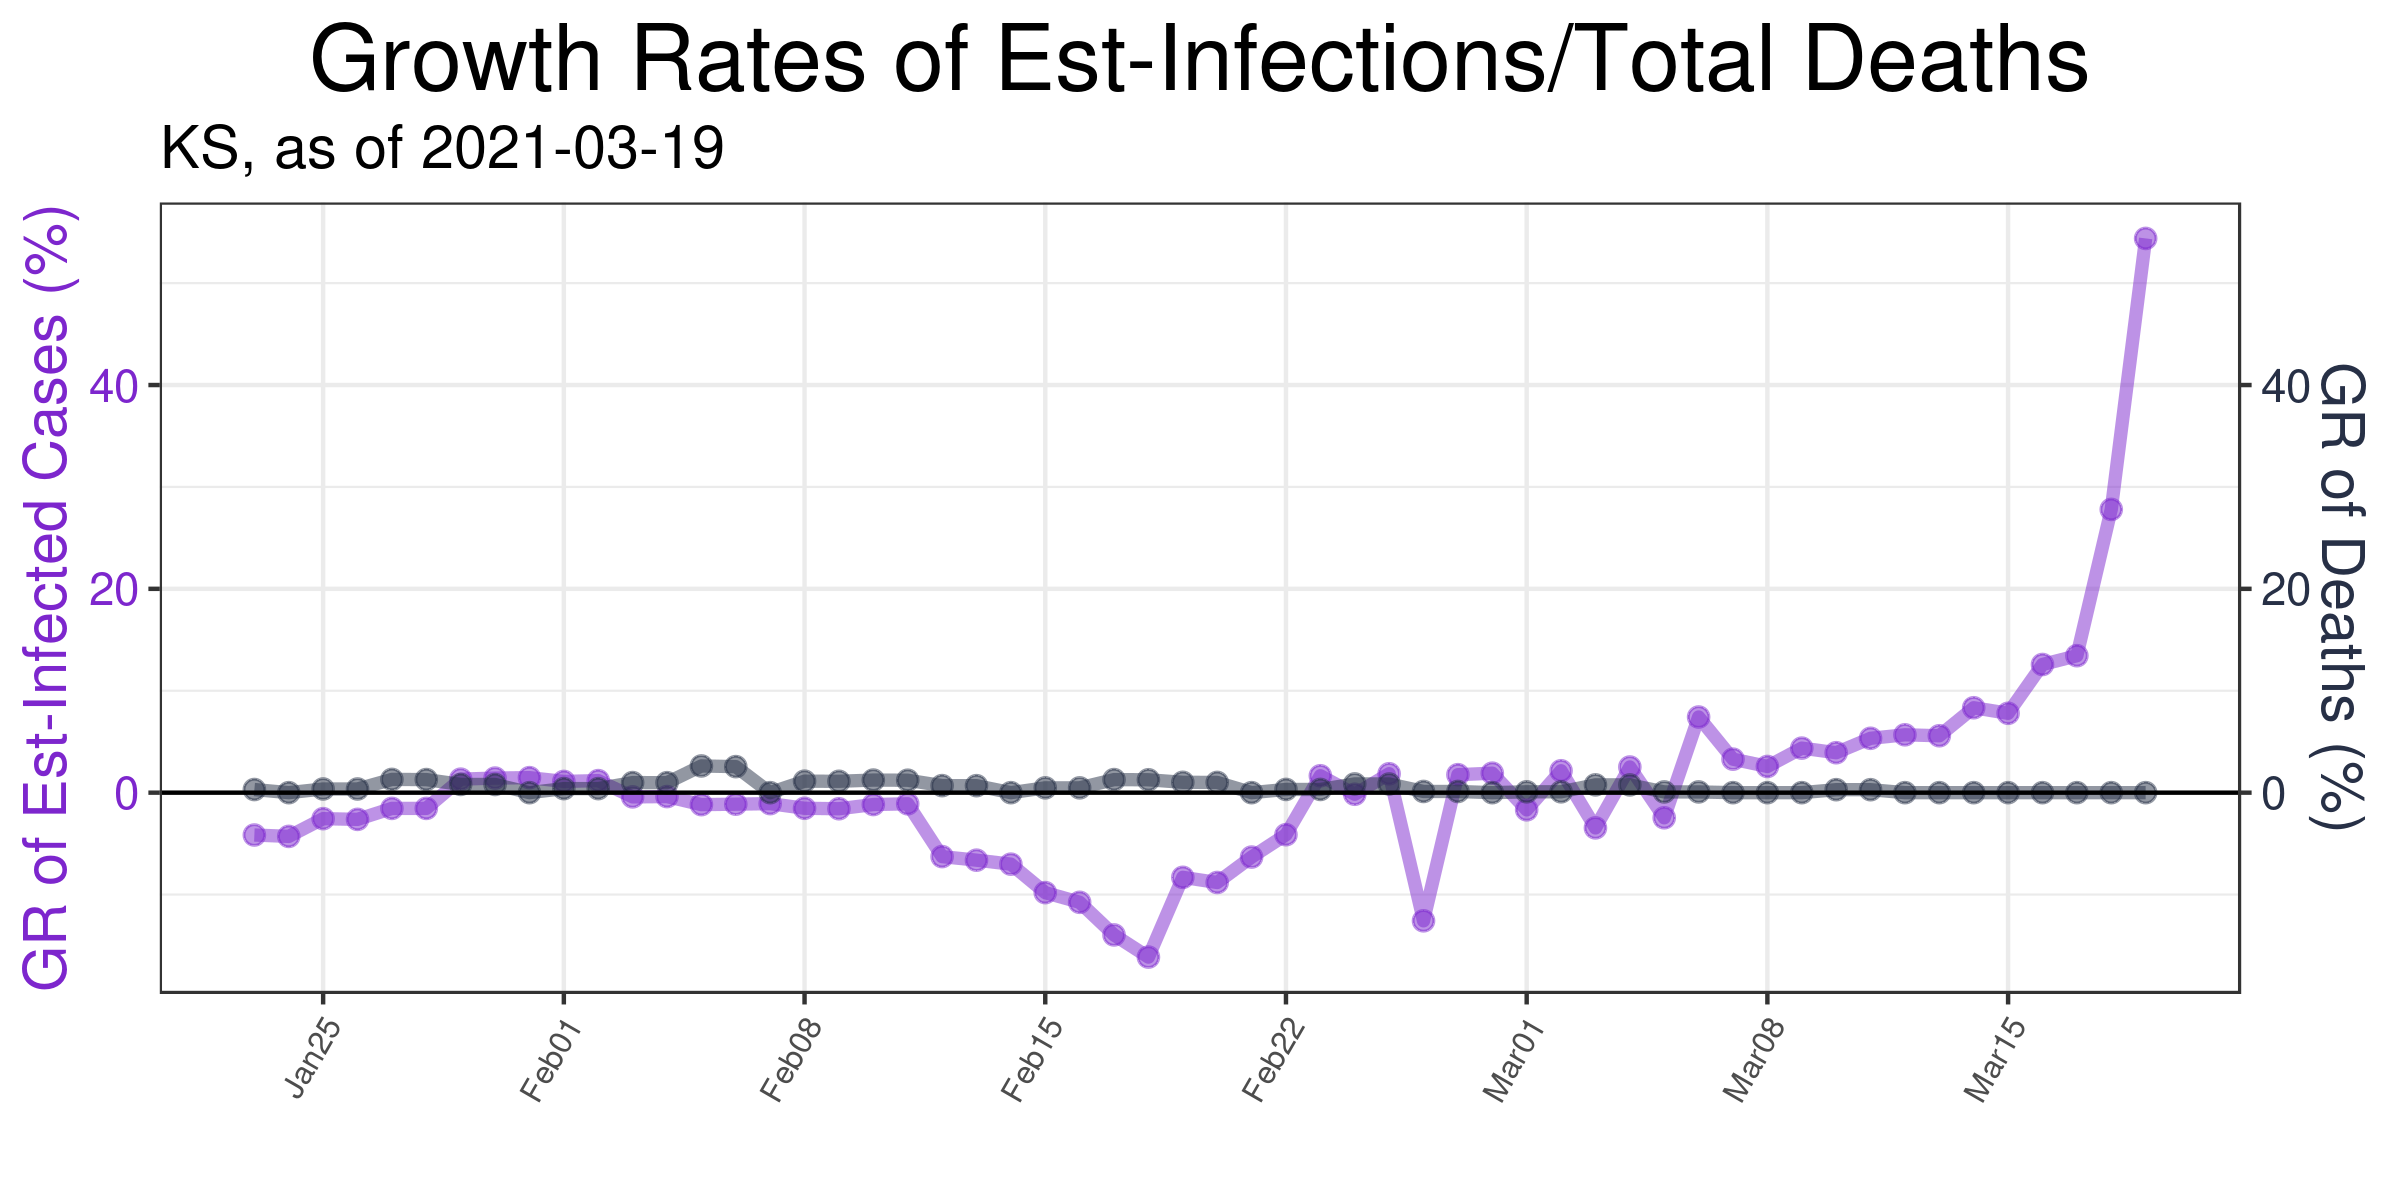 Growth Rates of Est-Infections/Total Deaths
KS, as of 2021-03-19
GR of Est-Infected Cases (%)
40
20
0
40
20
0
GR of Deaths (%)
Jan25
Feb01
Feb08
Feb15
Feb22
Mar01
Mar08
Mar15